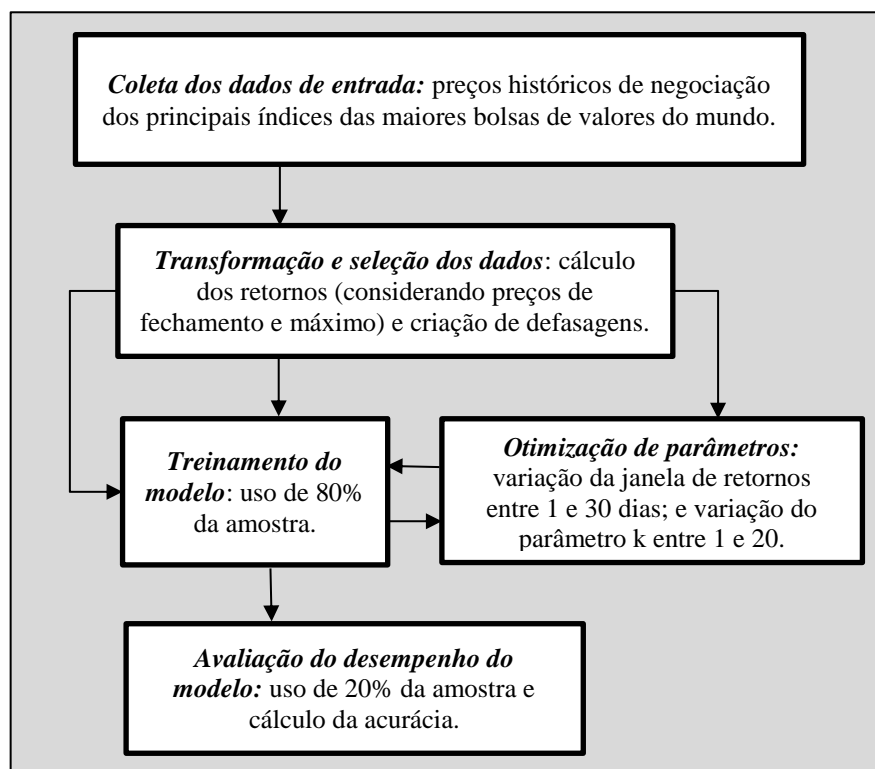 Coleta dos dados de entrada: preços históricos de negociação
dos principais índices das maiores bolsas de valores do mundo.
Transformação e seleção dos dados: cálculo
dos retornos (considerando preços de
fechamento e máximo) e criação de defasagens.
Treinamento do
modelo: uso de 80%
da amostra.
Otimização de parâmetros:
variação da janela de retornos
entre 1 e 30 dias; e variação do
parâmetro k entre 1 e 20.
Avaliação do desempenho do
modelo: uso de 20% da amostra e
cálculo da acurácia.